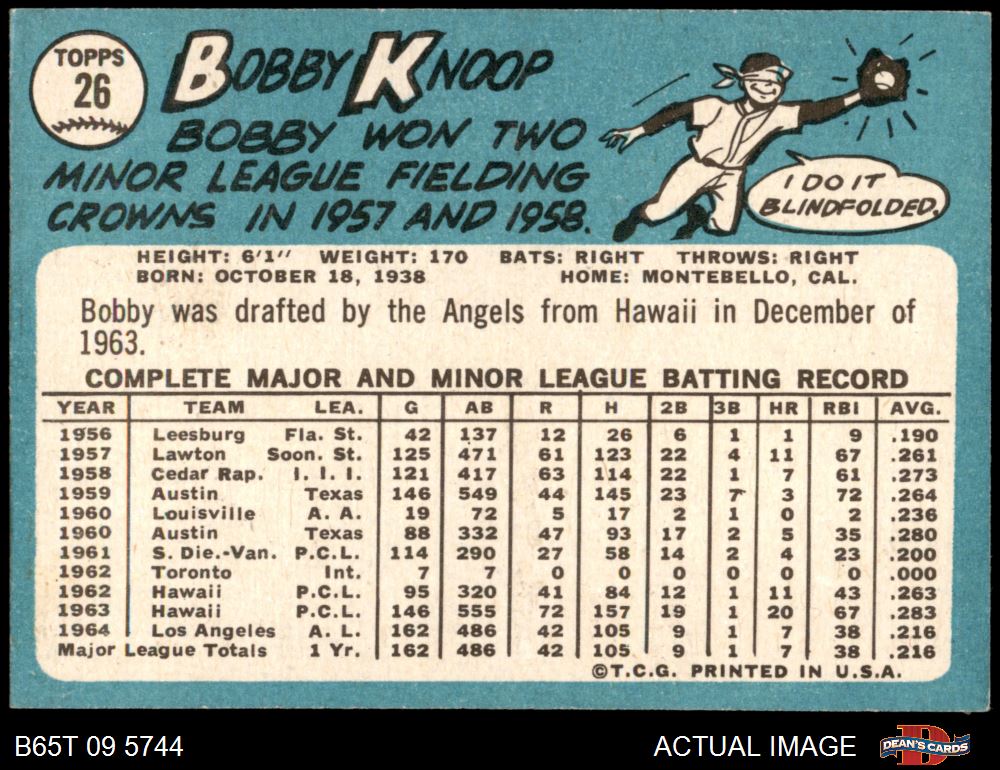 TOPPS
26
BOBBY KNOOP
BOBBY WON TWO
MINOR LEAGUE FIELDING
CROWNS IN 1957 AND 1958.
I DO IT
BLINDFOLDED.
HEIGHT: 6'1" WEIGHT: 170 BATS: RIGHT THROWS: RIGHT
BORN: OCTOBER 18, 1938 HOME: MONTEBELLO, CAL.
Bobby was drafted by the Angels from Hawaii in December of
1963.
COMPLETE MAJOR AND MINOR LEAGUE BATTING RECORD
YEAR TEAM LEA. G AB R H 2B 3B HR RBI AVG.
1956 Leesburg Fla. St. 42 137 12 26 6 1 1 9 .190
1957 Lawton Soon. St. 125 471 61 123 22 4 11 67 .261
1958 Cedar Rap. I. I. I. 121 417 63 114 22 1 7 61 .273
1959 Austin Texas 146 549 44 145 23 7 3 72 .264
1960 Louisville A. A. 19 72 5 17 2 1 0 2 .236
1960 Austin Texas 88 332 47 93 17 2 5 35 .280
1961 S. Die.-Van. P.C.L. 114 290 27 58 14 2 4 23 .200
1962 Toronto Int. 7 7 0 0 0 0 0 0 .000
1962 Hawaii P.C.L. 95 320 41 84 12 1 11 43 .263
1963 Hawaii P.C.L. 146 555 72 157 19 1 20 67 .283
1964 Los Angeles A. L. 162 486 42 105 9 1 7 38 .216
Major League Totals 1 Yr. 162 486 42 105 9 1 7 38 .216
©T.C.G. PRINTED IN U.S.A.
B65T 09 5744
ACTUAL IMAGE
D
DEAN'S CARDS